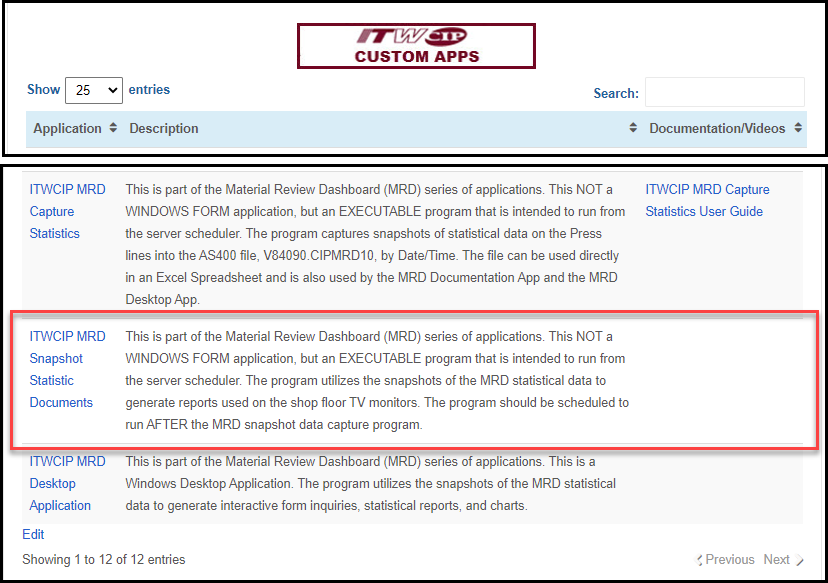 ITW CIP
CUSTOM APPS
Show 25 entries
Search:
Application Description Documentation/Videos
ITWCIP MRD
Capture
Statistics
This is part of the Material Review Dashboard (MRD) series of applications. This NOT a
WINDOWS FORM application, but an EXECUTABLE program that is intended to run from
the server scheduler. The program captures snapshots of statistical data on the Press
lines into the AS400 file, V84090.CIPMRD10, by Date/Time. The file can be used directly
in an Excel Spreadsheet and is also used by the MRD Documentation App and the MRD
Desktop App.
ITWCIP MRD Capture
Statistics User Guide
ITWCIP MRD
Snapshot
Statistic
Documents
This is part of the Material Review Dashboard (MRD) series of applications. This NOT a
WINDOWS FORM application, but an EXECUTABLE program that is intended to run from
the server scheduler. The program utilizes the snapshots of the MRD statistical data to
generate reports used on the shop floor TV monitors. The program should be scheduled to
run AFTER the MRD snapshot data capture program.
ITWCIP MRD
Desktop
Application
This is part of the Material Review Dashboard (MRD) series of applications. This is a
Windows Desktop Application. The program utilizes the snapshots of the MRD statistical
data to generate interactive form inquiries, statistical reports, and charts.
Edit
Showing 1 to 12 of 12 entries
Previous Next